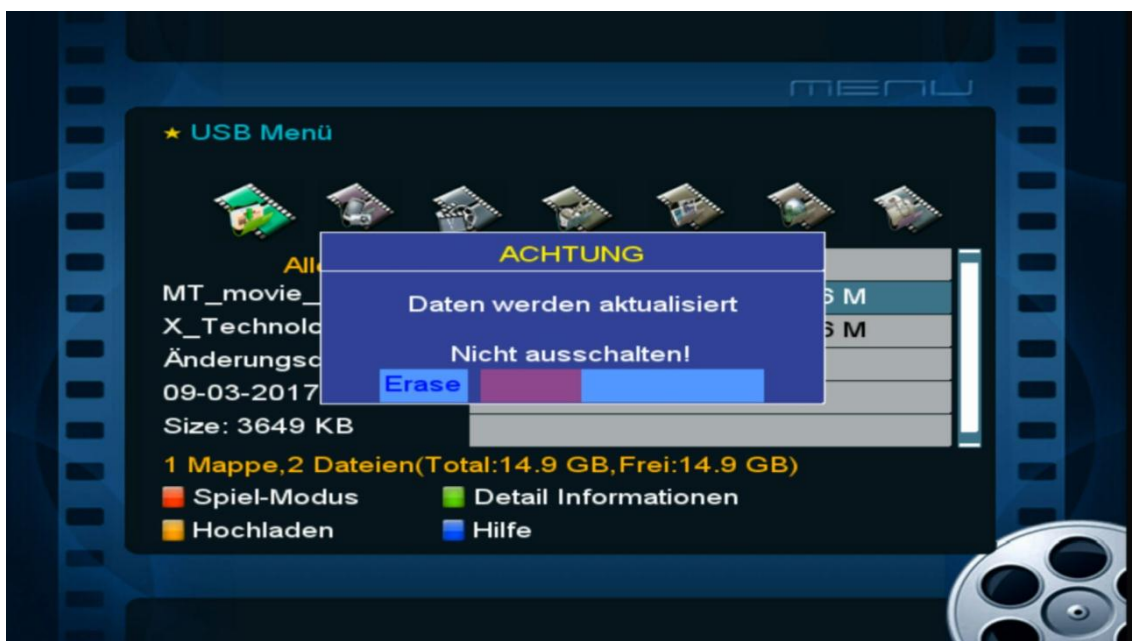 MENU
★ USB Menü
ACHTUNG
Daten werden aktualisiert
Nicht ausschalten!
Erase
MT_movie_
6 M
Änderungsd
09-03-2017
Size: 3649 KB
1 Mappe,2 Dateien(Total:14.9 GB,Frei:14.9 GB)
Spiel-Modus
Detail Informationen
Hochladen
Hilfe